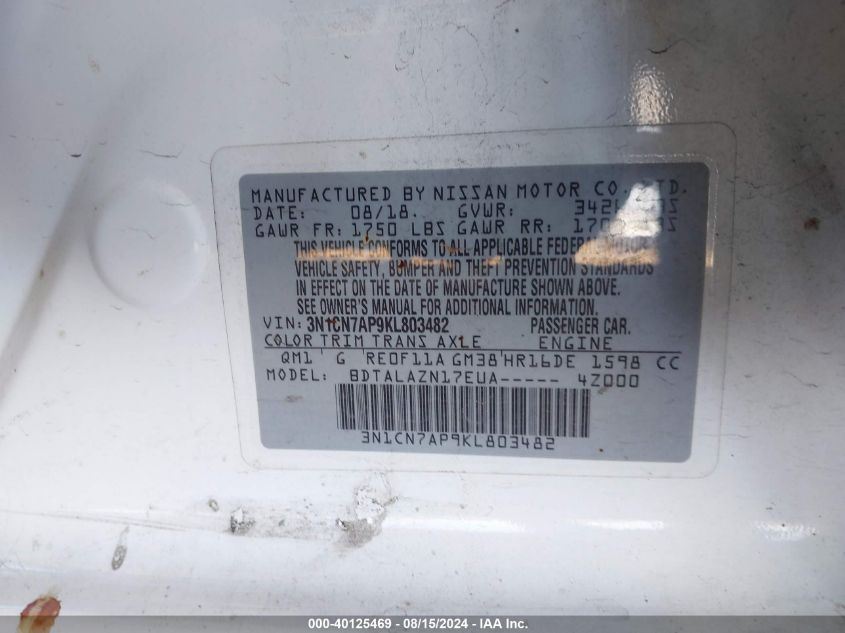 MANUFACTURED BY NISSAN MOTOR CO., LTD.
DATE: 08/18. GVWR:
GAWR FR: 1750 LBS GAWR RR:
THIS VEHICLE CONFORMS TO ALL APPLICABLE FEDERAL MOTOR
VEHICLE SAFETY, BUMPER AND THEFT PREVENTION STANDARDS
IN EFFECT ON THE DATE OF MANUFACTURE SHOWN ABOVE.
SEE OWNER'S MANUAL FOR ADDITIONAL INFORMATION.
VIN: 3N1CN7AP9KL803482 PASSENGER CAR.
COLOR TRIM TRANS AXLE ENGINE
QM1 G RE0F11A GM38 HR16DE 1598 CC
MODEL: BDTALAZN17EUA----- 4Z000
3N1CN7AP9KL803482
000-40125469 - 08/15/2024 - IAA Inc.